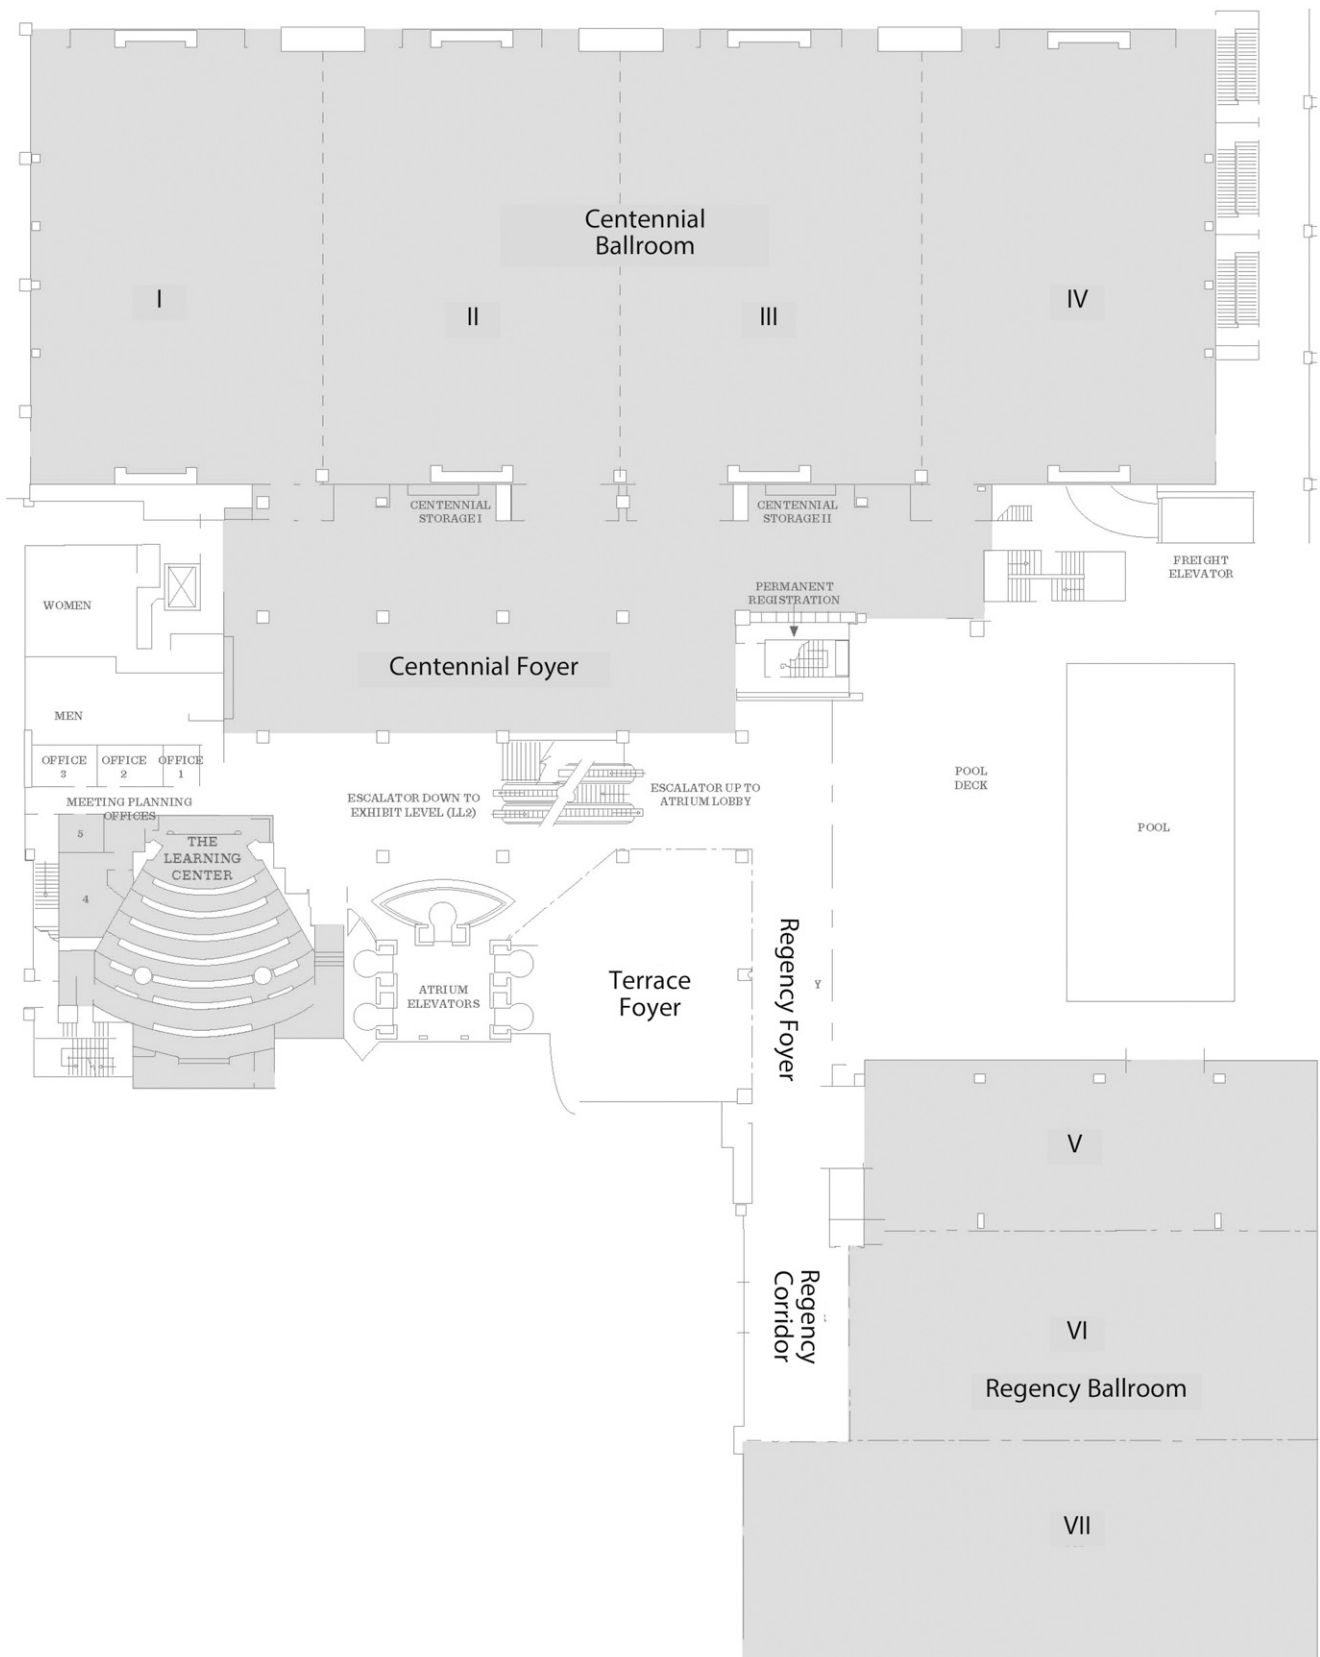 Centennial
Ballroom
I
II
III
IV
CENTENNIAL
STORAGE I
CENTENNIAL
STORAGE II
FREIGHT
ELEVATOR
PERMANENT
REGISTRATION
WOMEN
Centennial Foyer
MEN
OFFICE
3
OFFICE
2
OFFICE
1
MEETING PLANNING
OFFICES
ESCALATOR DOWN TO
EXHIBIT LEVEL (LL2)
ESCALATOR UP TO
ATRIUM LOBBY
POOL
DECK
POOL
5
THE
LEARNING
CENTER
4
ATRIUM
ELEVATORS
Terrace
Foyer
Regency Foyer
Y
V
Regency
Corridor
VI
Regency Ballroom
VII